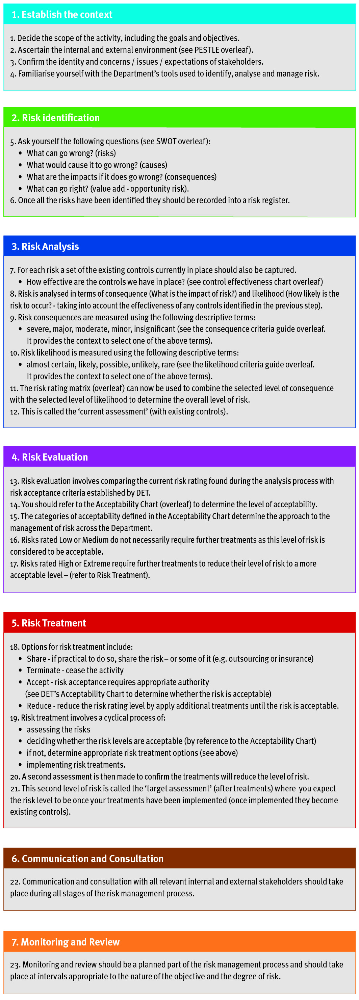 1. Establish the context
1. Decide the scope of the activity, including the goals and objectives.
2. Ascertain the internal and external environment (see PESTLE overleaf).
3. Confirm the identity and concerns / issues / expectations of stakeholders.
4. Familiarise yourself with the Department's tools used to identify, analyse and manage risk.
2. Risk identification
5. Ask yourself the following questions (see SWOT overleaf):
• What can go wrong? (risks)
• What would cause it to go wrong? (causes)
• What are the impacts if it does go wrong? (consequences)
• What can go right? (value add - opportunity risk).
6. Once all the risks have been identified they should be recorded into a risk register.
3. Risk Analysis
7. For each risk a set of the existing controls currently in place should also be captured.
• How effective are the controls we have in place? (see control effectiveness chart overleaf)
8. Risk is analysed in terms of consequence (What is the impact of risk?) and likelihood (How likely is the
risk to occur? - taking into account the effectiveness of any controls identified in the previous step).
9. Risk consequences are measured using the following descriptive terms:
• severe, major, moderate, minor, insignificant (see the consequence criteria guide overleaf.
It provides the context to select one of the above terms).
10. Risk likelihood is measured using the following descriptive terms:
• almost certain, likely, possible, unlikely, rare (see the likelihood criteria guide overleaf.
It provides the context to select one of the above terms).
11. The risk rating matrix (overleaf) can now be used to combine the selected level of consequence
with the selected level of likelihood to determine the overall level of risk.
12. This is called the ‘current assessment’ (with existing controls).
4. Risk Evaluation
13. Risk evaluation involves comparing the current risk rating found during the analysis process with
risk acceptance criteria established by DET.
14. You should refer to the Acceptability Chart (overleaf) to determine the level of acceptability.
15. The categories of acceptability defined in the Acceptability Chart determine the approach to the
management of risk across the Department.
16. Risks rated Low or Medium do not necessarily require further treatments as this level of risk is
considered to be acceptable.
17. Risks rated High or Extreme require further treatments to reduce their level of risk to a more
acceptable level – (refer to Risk Treatment).
5. Risk Treatment
18. Options for risk treatment include:
• Share - if practical to do so, share the risk – or some of it (e.g. outsourcing or insurance)
• Terminate - cease the activity
• Accept - risk acceptance requires appropriate authority
(see DET’s Acceptability Chart to determine whether the risk is acceptable)
• Reduce - reduce the risk rating level by apply additional treatments until the risk is acceptable.
19. Risk treatment involves a cyclical process of:
• assessing the risks
• deciding whether the risk levels are acceptable (by reference to the Acceptability Chart)
• if not, determine appropriate risk treatment options (see above)
• implementing risk treatments.
20. A second assessment is then made to confirm the treatments will reduce the level of risk.
21. This second level of risk is called the ‘target assessment’ (after treatments) where you expect
the risk level to be once your treatments have been implemented (once implemented they become
existing controls).
6. Communication and Consultation
22. Communication and consultation with all relevant internal and external stakeholders should take
place during all stages of the risk management process.
7. Monitoring and Review
23. Monitoring and review should be a planned part of the risk management process and should take
place at intervals appropriate to the nature of the objective and the degree of risk.